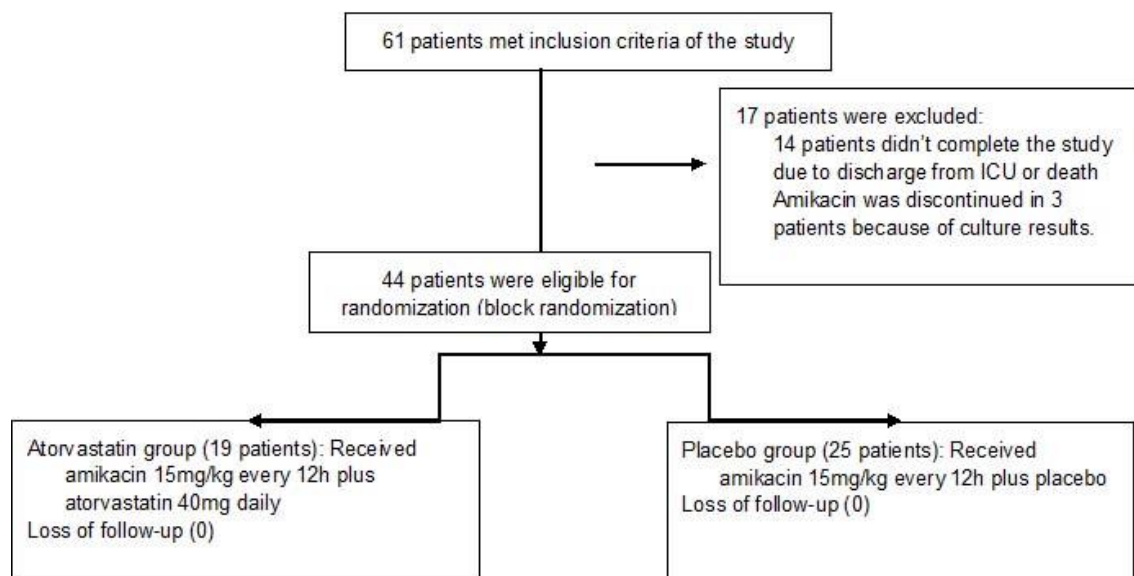 61 patients met inclusion criteria of the study
17 patients were excluded:
14 patients didn't complete the study
due to discharge from ICU or death
Amikacin was discontinued in 3
patients because of culture results.
44 patients were eligible for
randomization (block randomization)
Atorvastatin group (19 patients): Received
amikacin 15mg/kg every 12h plus
atorvastatin 40mg daily
Loss of follow-up (0)
Placebo group (25 patients): Received
amikacin 15mg/kg every 12h plus placebo
Loss of follow-up (0)